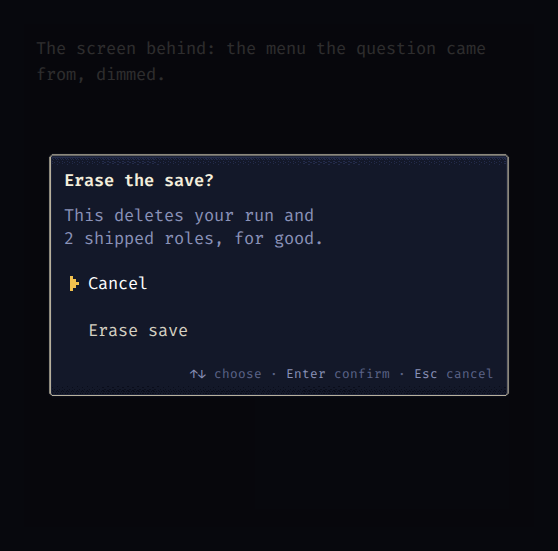 The screen behind: the menu the question came
from, dimmed.
Erase the save?
This deletes your run and
2 shipped roles, for good.
Cancel
Erase save
↑↓ choose · Enter confirm · Esc cancel